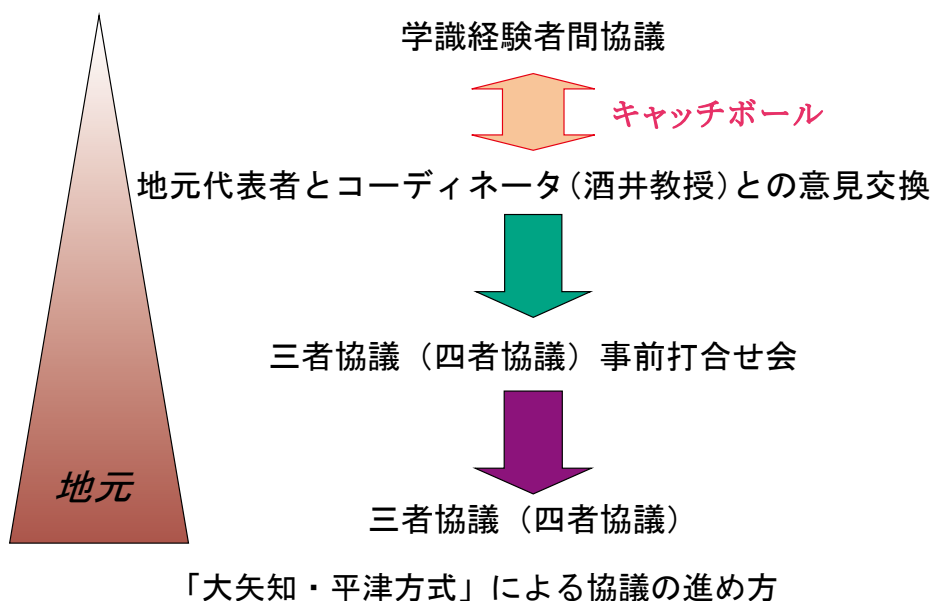 学識経験者間協議
キャッチボール
地元代表者とコーディネータ(酒井教授)との意見交換
三者協議（四者協議）事前打合せ会
地元
三者協議（四者協議）
「大矢知・平津方式」による協議の進め方